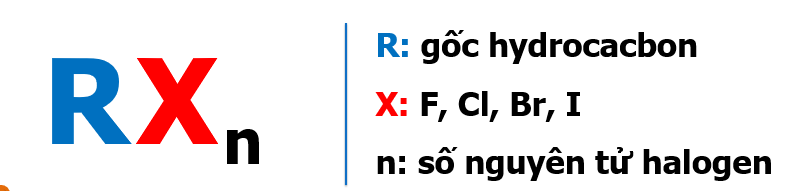 RXn
R: gốc hydrocacbon
X: F, Cl, Br, I
n: số nguyên tử halogen